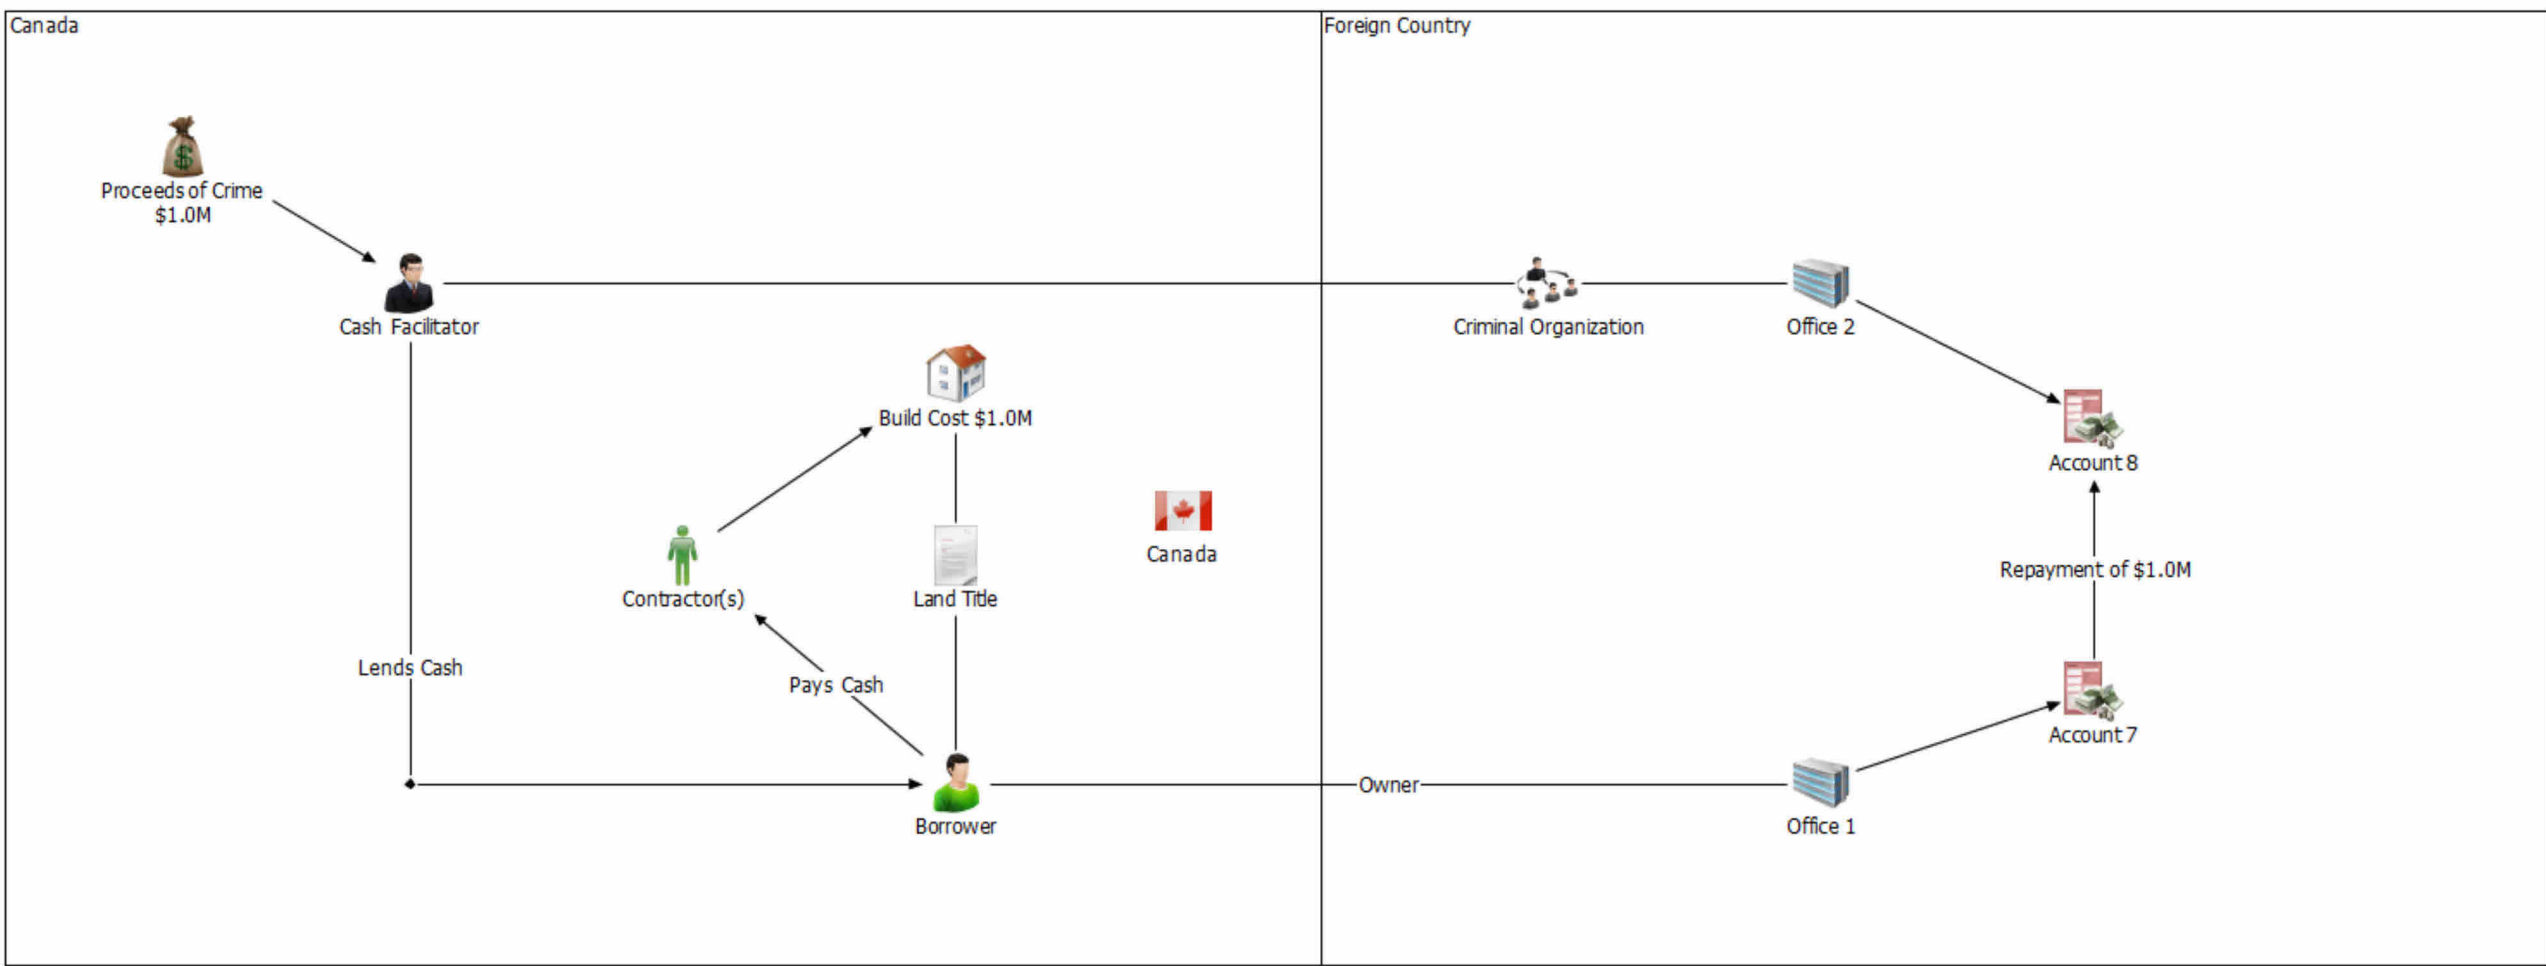 Canada
Foreign Country
Proceeds of Crime
$1.0M
Cash Facilitator
Criminal Organization
Office 2
Build Cost $1.0M
Account 8
Canada
Repayment of $1.0M
Contractor(s)
Land Title
Lends Cash
Pays Cash
Account 7
Owner
Borrower
Office 1